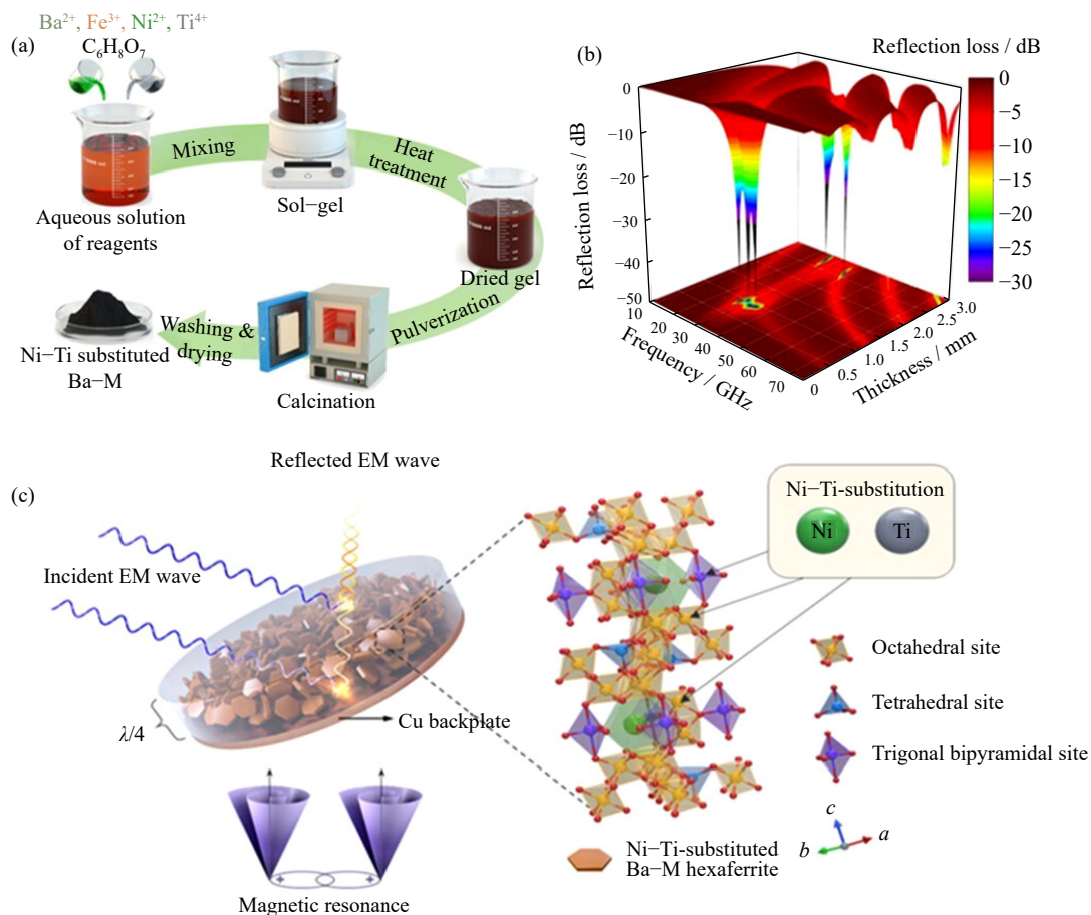 Ba²⁺, Fe³⁺, Ni²⁺, Ti⁴⁺
(a)
C₆H₈O₇
Mixing
Heat
treatment
Aqueous solution
of reagents
Sol−gel
Dried gel
Pulverization
Calcination
Washing &
drying
Ni−Ti substituted
Ba−M
(b)
Reflection loss / dB
0
−5
−10
−15
−20
−25
−30
Reflection loss / dB
0
−10
−20
−30
−40
−50
10
20
30
40
50
60
70
Frequency / GHz
0
0.5
1.0
1.5
2.0
2.5
3.0
Thickness / mm
(c)
Reflected EM wave
Incident EM wave
λ/4
Cu backplate
Magnetic resonance
Ni−Ti-substitution
Ni
Ti
Octahedral site
Tetrahedral site
Trigonal bipyramidal site
c
a
b
Ni−Ti-substituted
Ba−M hexaferrite